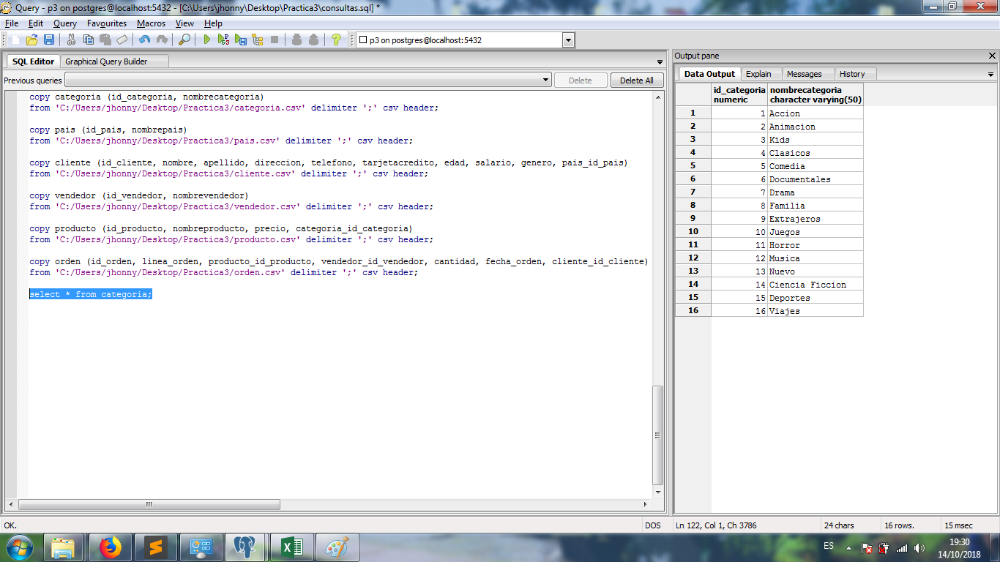 Query - p3 on postgres@localhost:5432 - [C:\Users\jhonny\Desktop\Practica3\consultas.sql] *
File Edit Query Favourites Macros View Help
p3 on postgres@localhost:5432
SQL Editor Graphical Query Builder
Previous queries Delete Delete All
copy categoria (id_categoria, nombrecategoria)
from 'C:/Users/jhonny/Desktop/Practica3/categoria.csv' delimiter ';' csv header;
copy pais (id_pais, nombrepais)
from 'C:/Users/jhonny/Desktop/Practica3/pais.csv' delimiter ';' csv header;
copy cliente (id_cliente, nombre, apellido, direccion, telefono, tarjetacredito, edad, salario, genero, pais_id_pais)
from 'C:/Users/jhonny/Desktop/Practica3/cliente.csv' delimiter ';' csv header;
copy vendedor (id_vendedor, nombrevendedor)
from 'C:/Users/jhonny/Desktop/Practica3/vendedor.csv' delimiter ';' csv header;
copy producto (id_producto, nombreproducto, precio, categoria_id_categoria)
from 'C:/Users/jhonny/Desktop/Practica3/producto.csv' delimiter ';' csv header;
copy orden (id_orden, linea_orden, producto_id_producto, vendedor_id_vendedor, cantidad, fecha_orden, cliente_id_cliente)
from 'C:/Users/jhonny/Desktop/Practica3/orden.csv' delimiter ';' csv header;
select * from categoria;
Output pane
Data Output Explain Messages History
id_categoria nombrecategoria
numeric character varying(50)
1 1 Accion
2 2 Animacion
3 3 Kids
4 4 Clasicos
5 5 Comedia
6 6 Documentales
7 7 Drama
8 8 Familia
9 9 Extrajeros
10 10 Juegos
11 11 Horror
12 12 Musica
13 13 Nuevo
14 14 Ciencia Ficcion
15 15 Deportes
16 16 Viajes
OK. DOS Ln 122, Col 1, Ch 3786 24 chars 16 rows. 15 msec
ES 19:30
14/10/2018